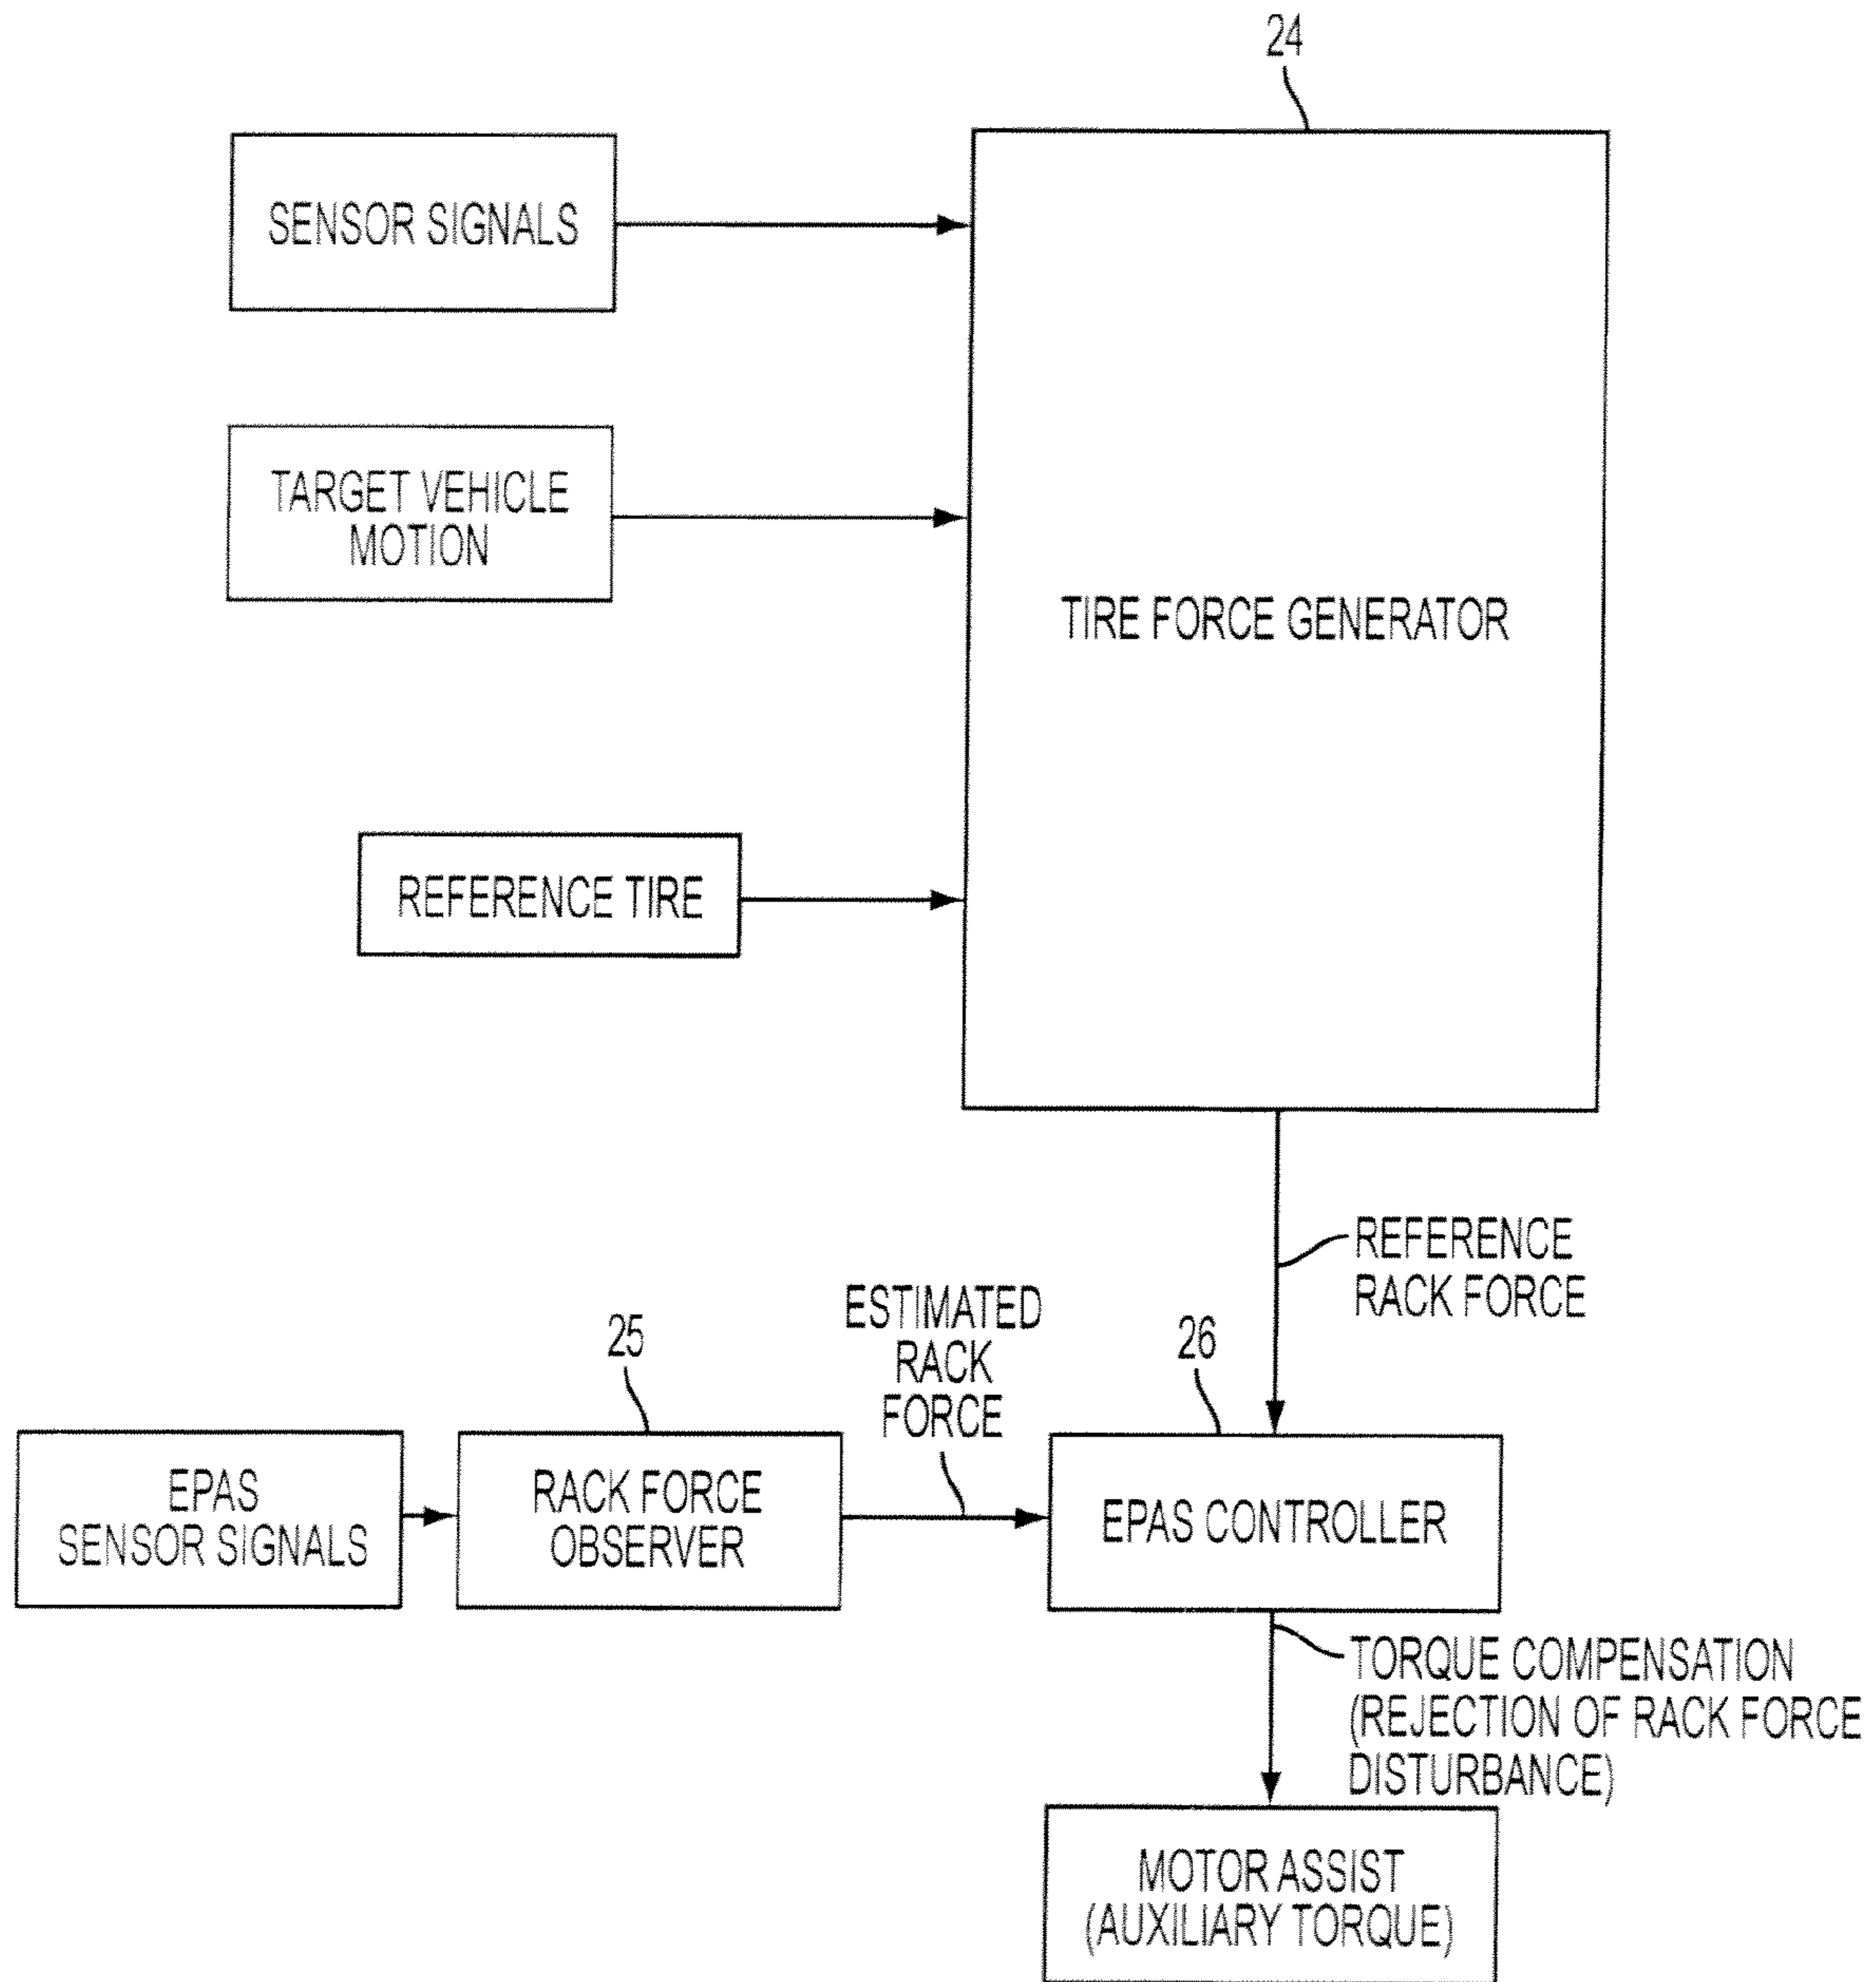 24
SENSOR SIGNALS
TARGET VEHICLE
MOTION
TIRE FORCE GENERATOR
REFERENCE TIRE
REFERENCE
RACK FORCE
ESTIMATED
RACK
FORCE
25
26
EPAS
SENSOR SIGNALS
RACK FORCE
OBSERVER
EPAS CONTROLLER
TORQUE COMPENSATION
(REJECTION OF RACK FORCE
DISTURBANCE)
MOTOR ASSIST
(AUXILIARY TORQUE)